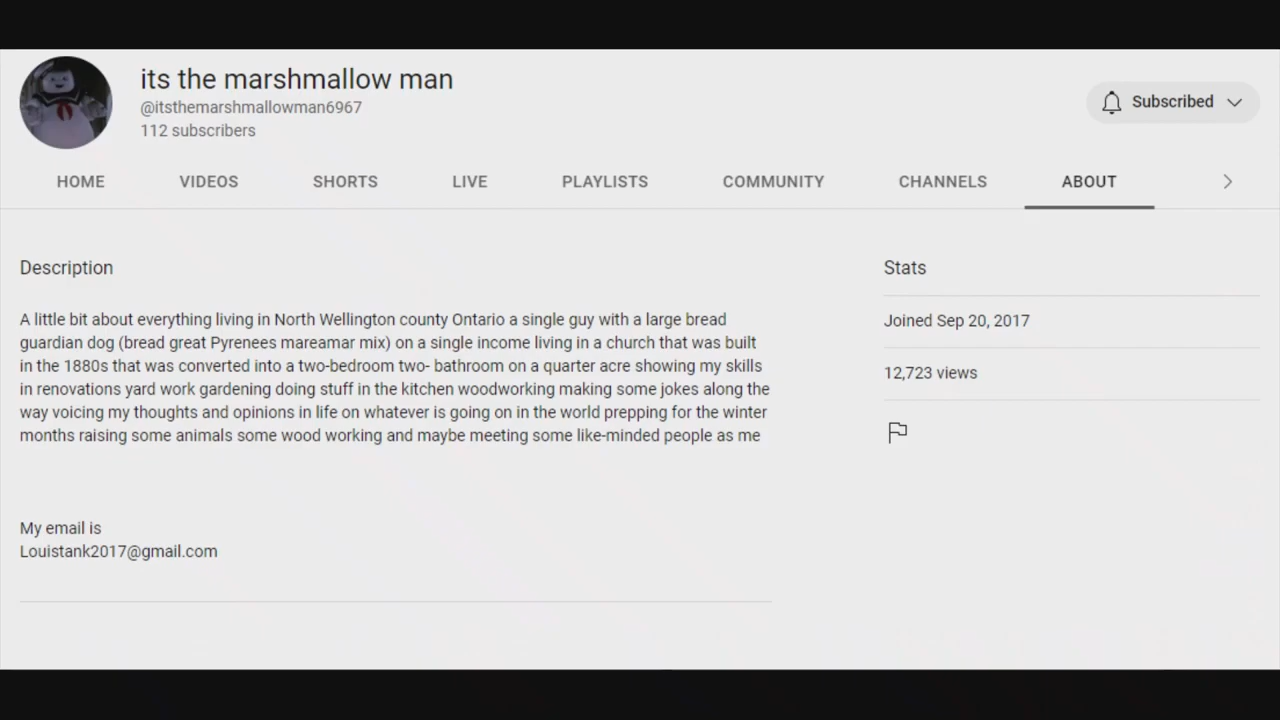 its the marshmallow man
@itsthemarshmallowman6967
112 subscribers
Subscribed
HOME VIDEOS SHORTS LIVE PLAYLISTS COMMUNITY CHANNELS ABOUT
Description
A little bit about everything living in North Wellington county Ontario a single guy with a large bread
guardian dog (bread great Pyrenees mareamar mix) on a single income living in a church that was built
in the 1880s that was converted into a two-bedroom two- bathroom on a quarter acre showing my skills
in renovations yard work gardening doing stuff in the kitchen woodworking making some jokes along the
way voicing my thoughts and opinions in life on whatever is going on in the world prepping for the winter
months raising some animals some wood working and maybe meeting some like-minded people as me
My email is
Louistank2017@gmail.com
Stats
Joined Sep 20, 2017
12,723 views